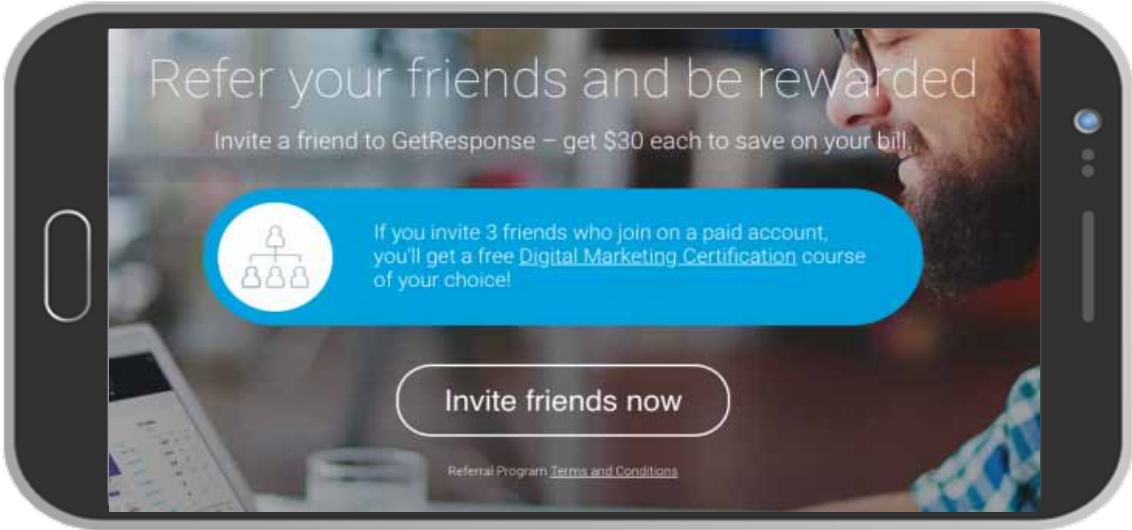 Refer your friends and be rewarded
Invite a friend to GetResponse – get $30 each to save on your bill.
If you invite 3 friends who join on a paid account,
you'll get a free Digital Marketing Certification course
of your choice!
Invite friends now
Referral Program Terms and Conditions